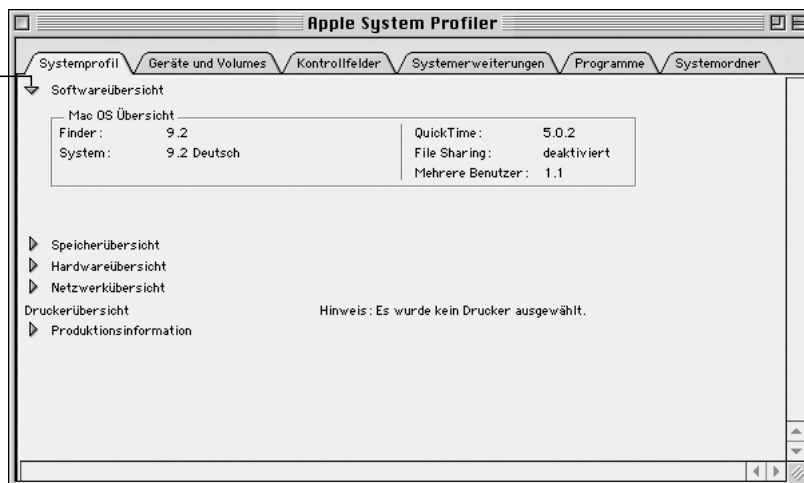 Apple System Profiler
Systemprofil Geräte und Volumes Kontrollfelder Systemerweiterungen Programme Systemordner
Softwareübersicht
Mac OS Übersicht
Finder: 9.2 QuickTime: 5.0.2
System: 9.2 Deutsch File Sharing: deaktiviert
Mehrere Benutzer: 1.1
Speicherübersicht
Hardwareübersicht
Netzwerkübersicht
Druckerübersicht Hinweis: Es wurde kein Drucker ausgewählt.
Produktionsinformation